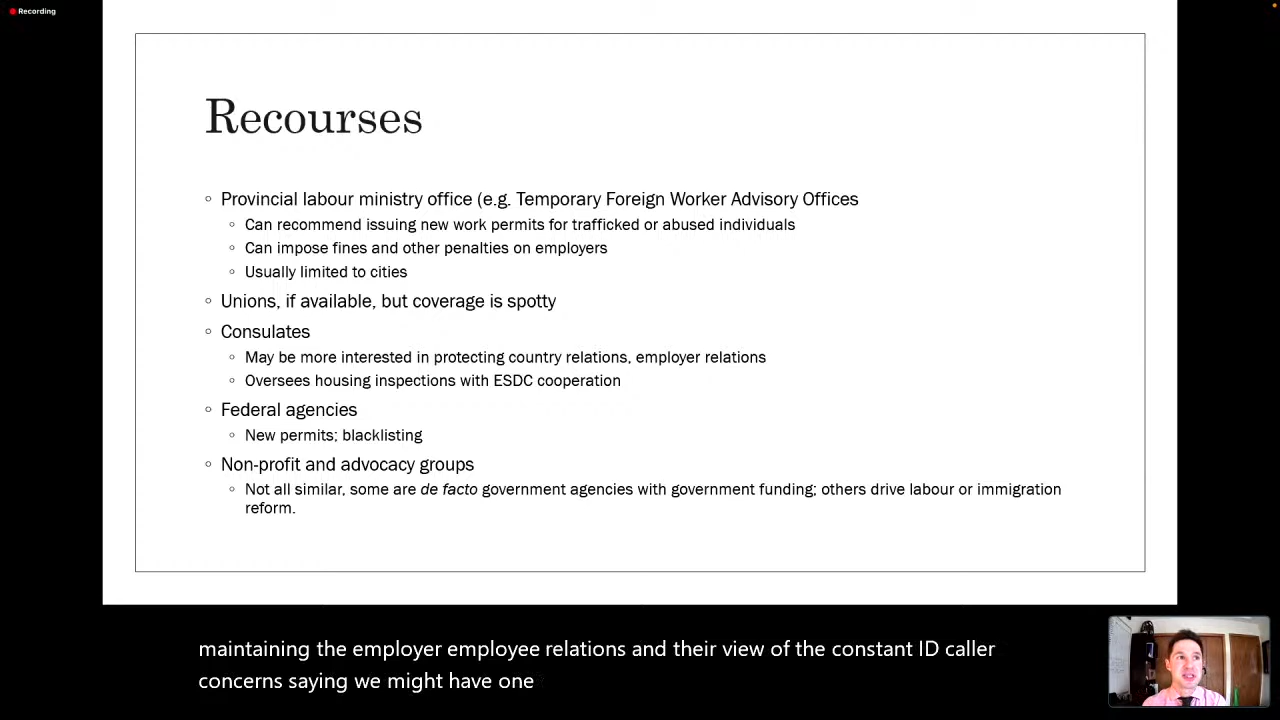 Recording
Recourses
Provincial labour ministry office (e.g. Temporary Foreign Worker Advisory Offices
Can recommend issuing new work permits for trafficked or abused individuals
Can impose fines and other penalties on employers
Usually limited to cities
Unions, if available, but coverage is spotty
Consulates
May be more interested in protecting country relations, employer relations
Oversees housing inspections with ESDC cooperation
Federal agencies
New permits; blacklisting
Non-profit and advocacy groups
Not all similar, some are de facto government agencies with government funding; others drive labour or immigration
reform.
maintaining the employer employee relations and their view of the constant ID caller
concerns saying we might have one